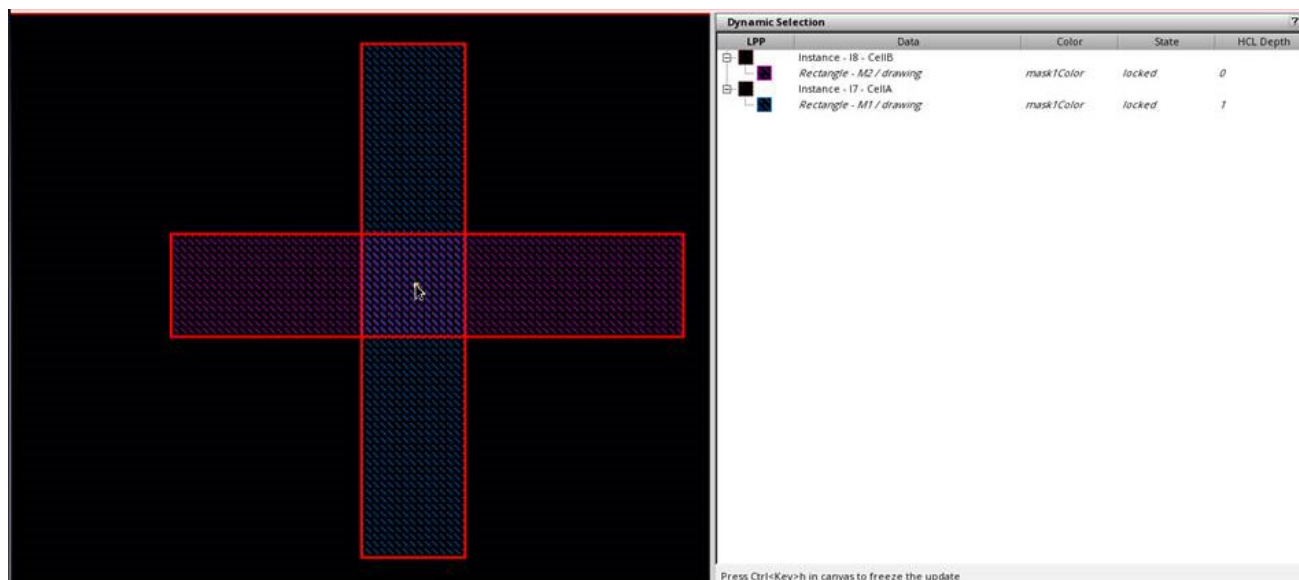 Dynamic Selection ?
LPP Data Color State HCL Depth
Instance - I8 - CellB
Rectangle - M2 / drawing mask1Color locked 0
Instance - I7 - CellA
Rectangle - M1 / drawing mask1Color locked 1
Press Ctrl<Key>h in canvas to freeze the update